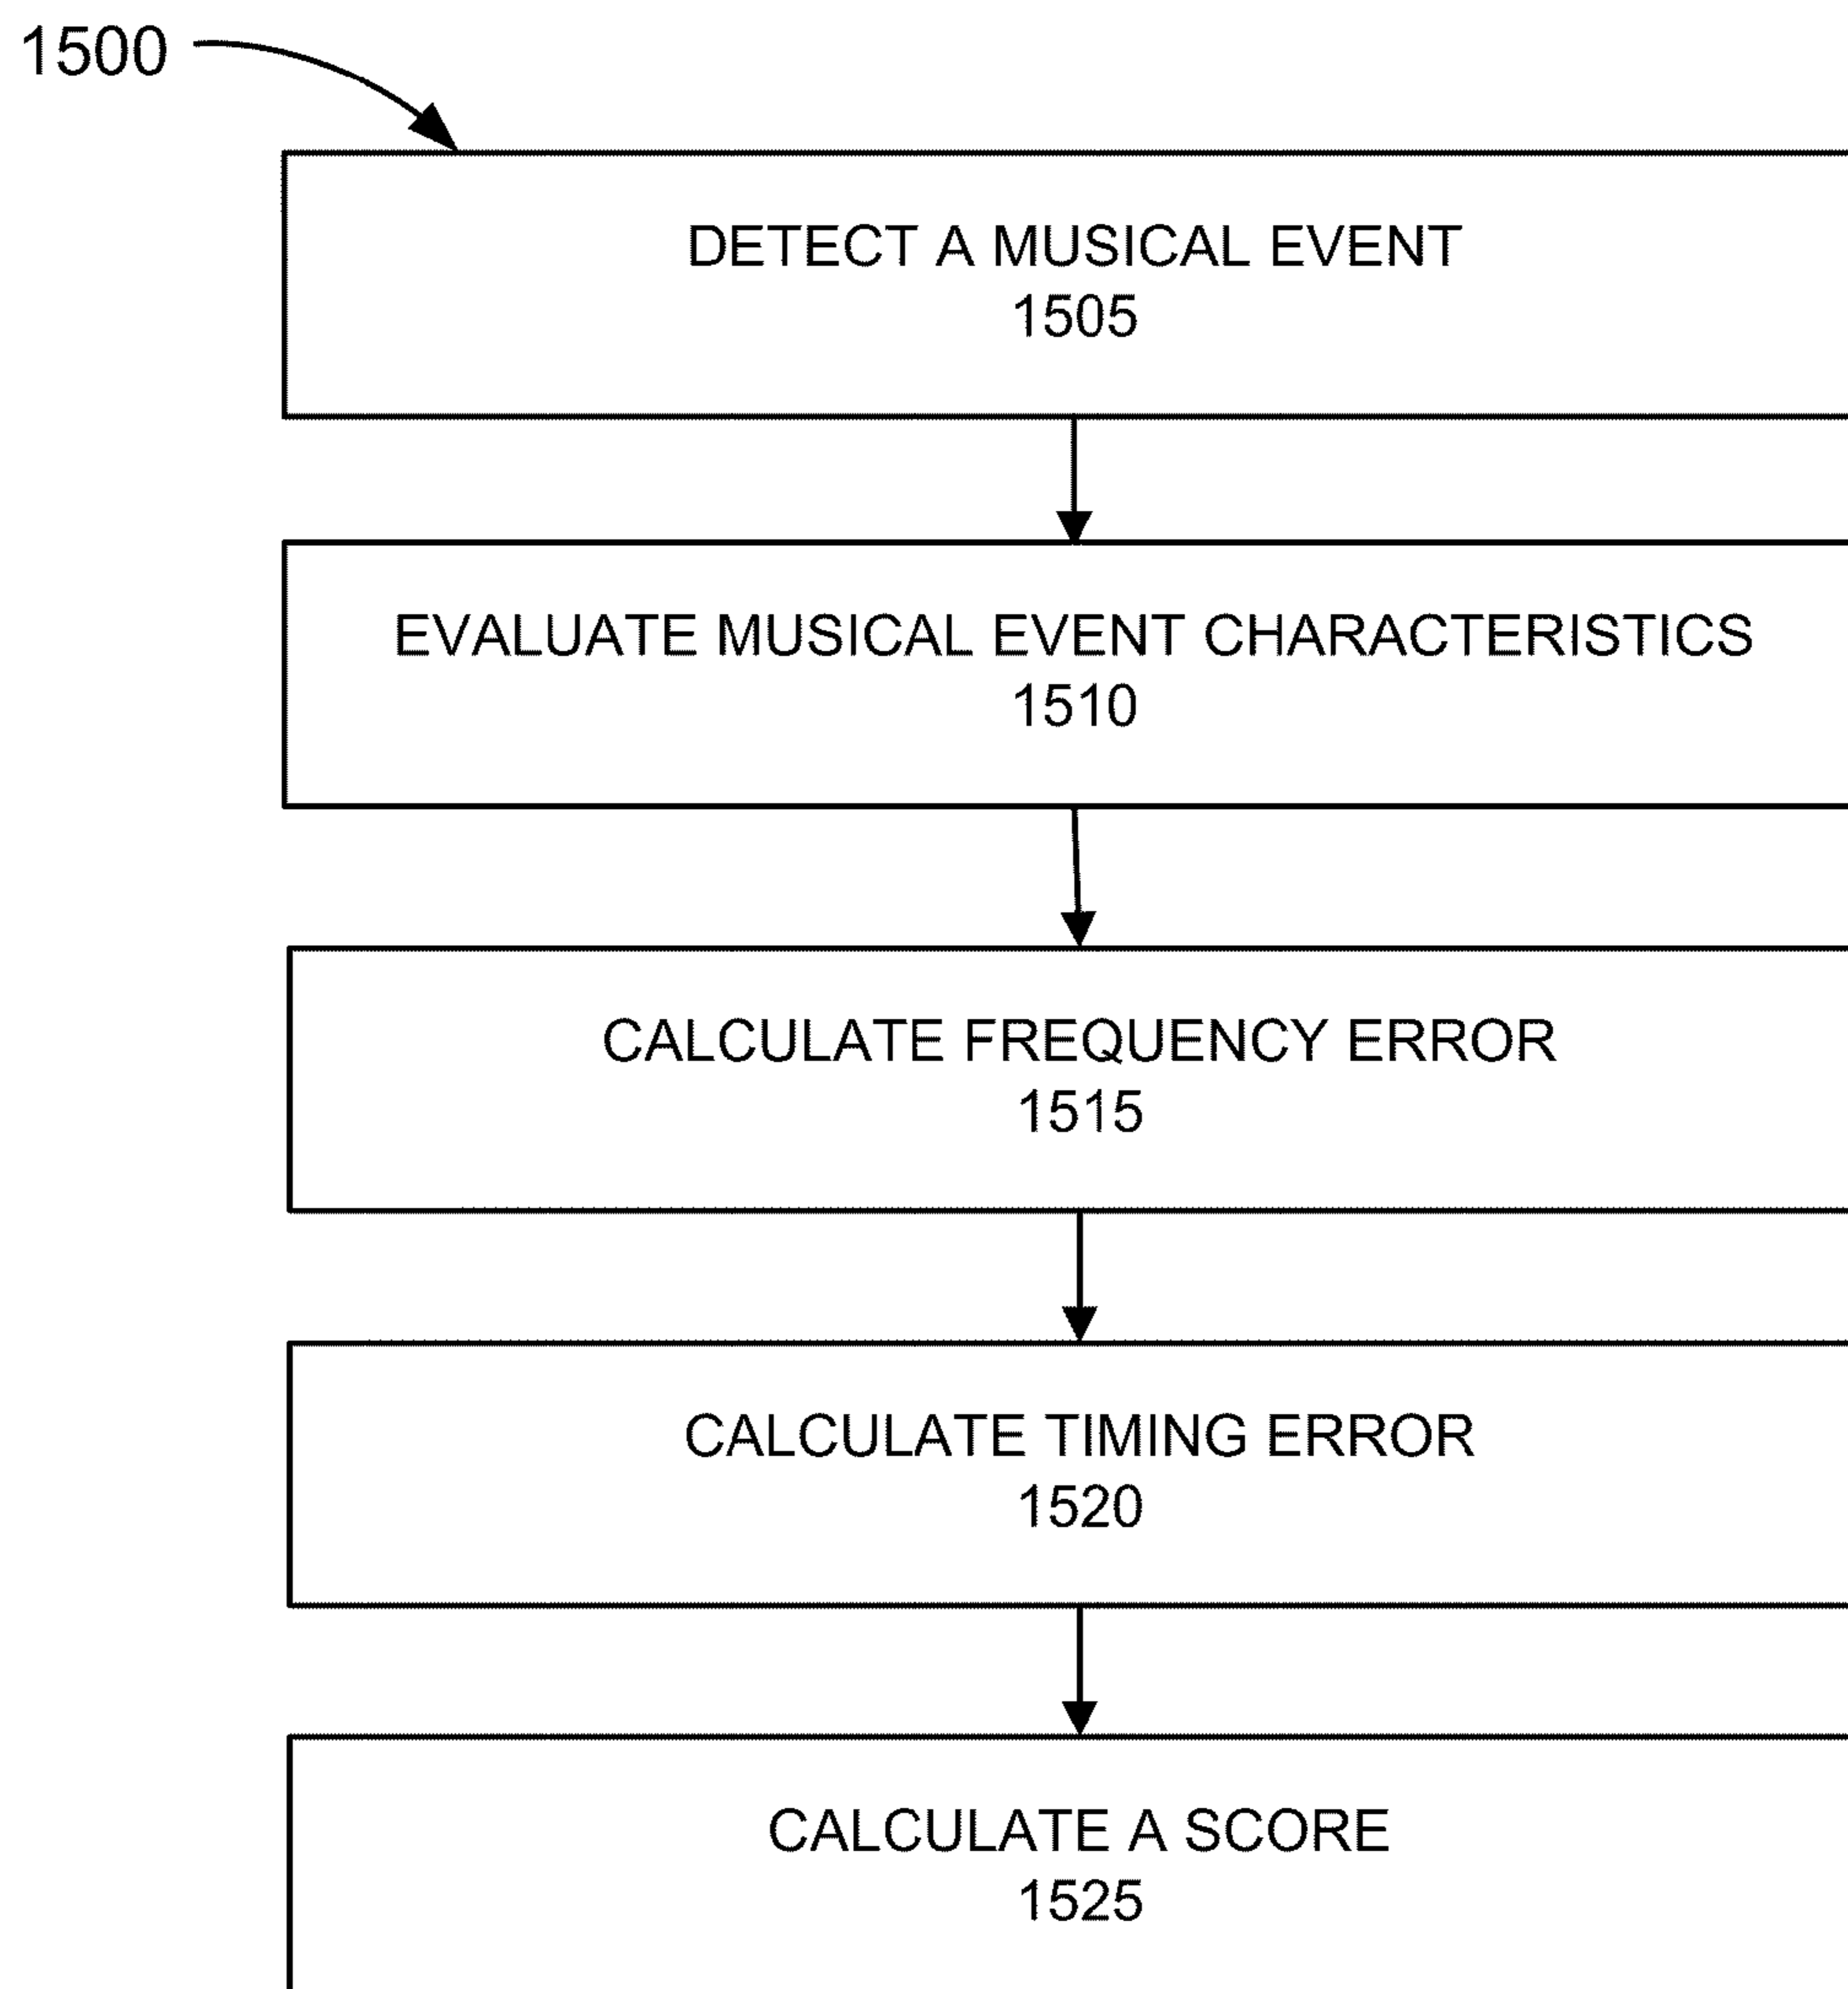 1500
DETECT A MUSICAL EVENT
1505
EVALUATE MUSICAL EVENT CHARACTERISTICS
1510
CALCULATE FREQUENCY ERROR
1515
CALCULATE TIMING ERROR
1520
CALCULATE A SCORE
1525